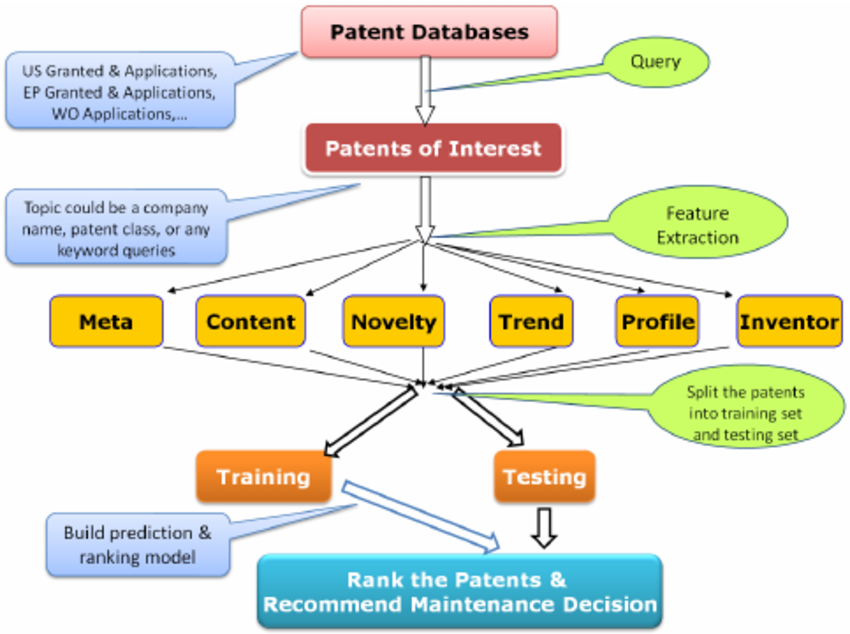 Patent Databases
US Granted & Applications,
EP Granted & Applications,
WO Applications,...
Query
Patents of Interest
Topic could be a company
name, patent class, or any
keyword queries
Feature
Extraction
Meta
Content
Novelty
Trend
Profile
Inventor
Split the patents
into training set
and testing set
Training
Testing
Build prediction &
ranking model
Rank the Patents &
Recommend Maintenance Decision